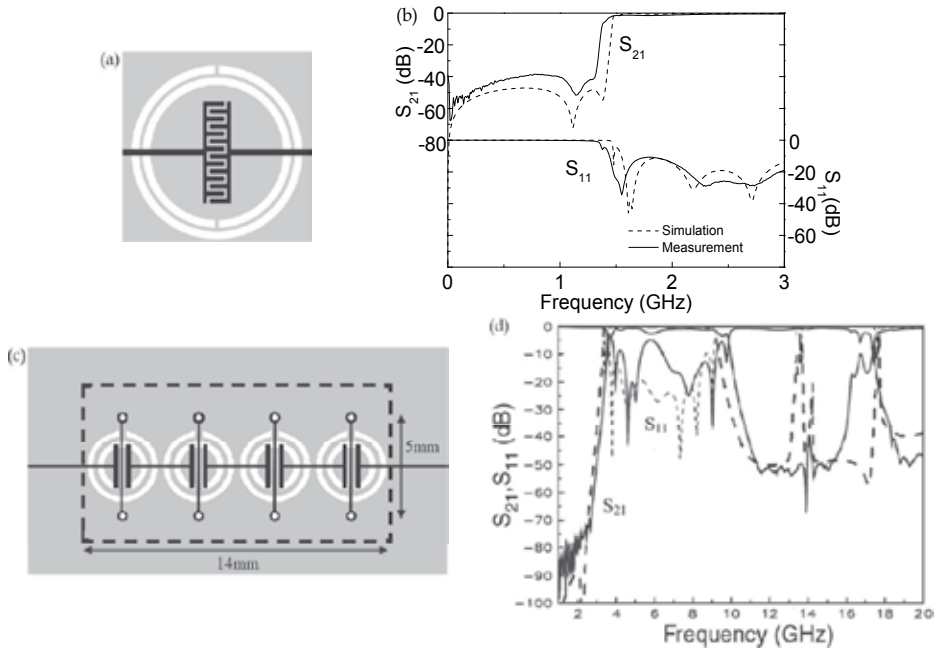 (a)
(b)
0
-20
-40
-60
-80
S21 (dB)
S21
S11
0
-20
-40
-60
S11 (dB)
Simulation
Measurement
0 1 2 3
Frequency (GHz)
(c)
5mm
14mm
(d)
0
-10
-20
-30
-40
-50
-60
-70
-80
-90
-100
S21,S11 (dB)
S11
S21
2 4 6 8 10 12 14 16 18 20
Frequency (GHz)